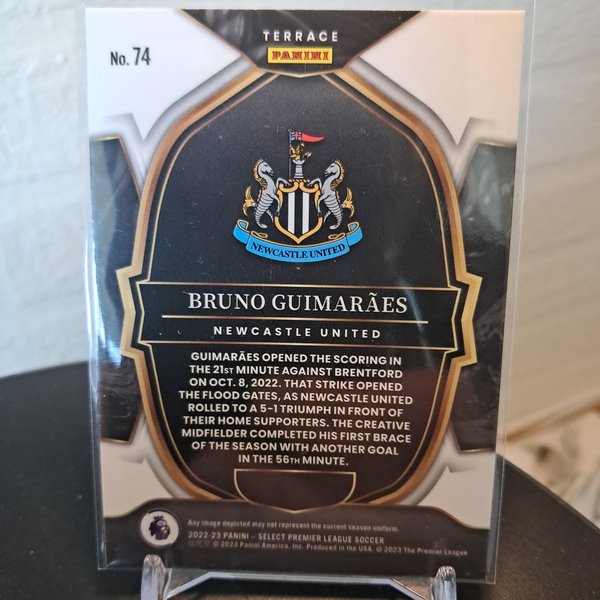 TERRACE
PANINI
No. 74
NEWCASTLE UNITED
BRUNO GUIMARÃES
NEWCASTLE UNITED
GUIMARÃES OPENED THE SCORING IN
THE 21ST MINUTE AGAINST BRENTFORD
ON OCT. 8, 2022. THAT STRIKE OPENED
THE FLOOD GATES, AS NEWCASTLE UNITED
ROLLED TO A 5-1 TRIUMPH IN FRONT OF
THEIR HOME SUPPORTERS. THE CREATIVE
MIDFIELDER COMPLETED HIS FIRST BRACE
OF THE SEASON WITH ANOTHER GOAL
IN THE 56TH MINUTE.
Any image depicted may not represent the current season uniform.
2022-23 PANINI – SELECT PREMIER LEAGUE SOCCER
© 2023 Panini America, Inc. Produced in the USA. © 2023 The Premier League